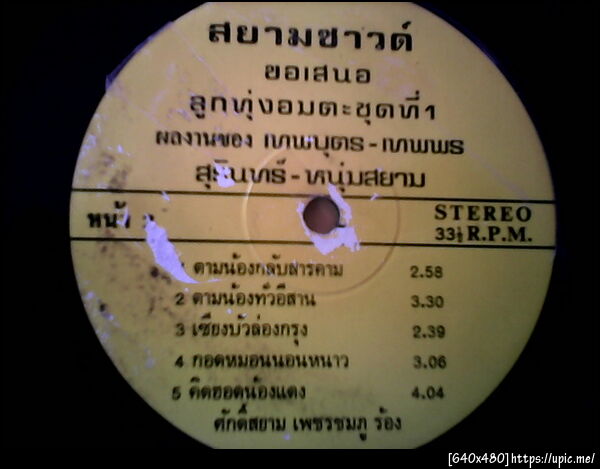 สยามซาวด์
ขอเสนอ
ลูกทุ่งอมตะชุดที่1
ผลงานของ เทพบุตร-เทพพร
สุรินทร์-หนุ่มสยาม
หน้า
STEREO
33⅓ R.P.M.
ตามน้องกลับสารคาม 2.58
2 ตามน้องทั่วอีสาน 3.30
3 เซียงบัวล่องกรุง 2.39
4 กอดหมอนนอนหนาว 3.06
5 คิดฮอดน้องแดง 4.04
ศักดิ์สยาม เพชรชมภู ร้อง
[640x480]https://upic.me/